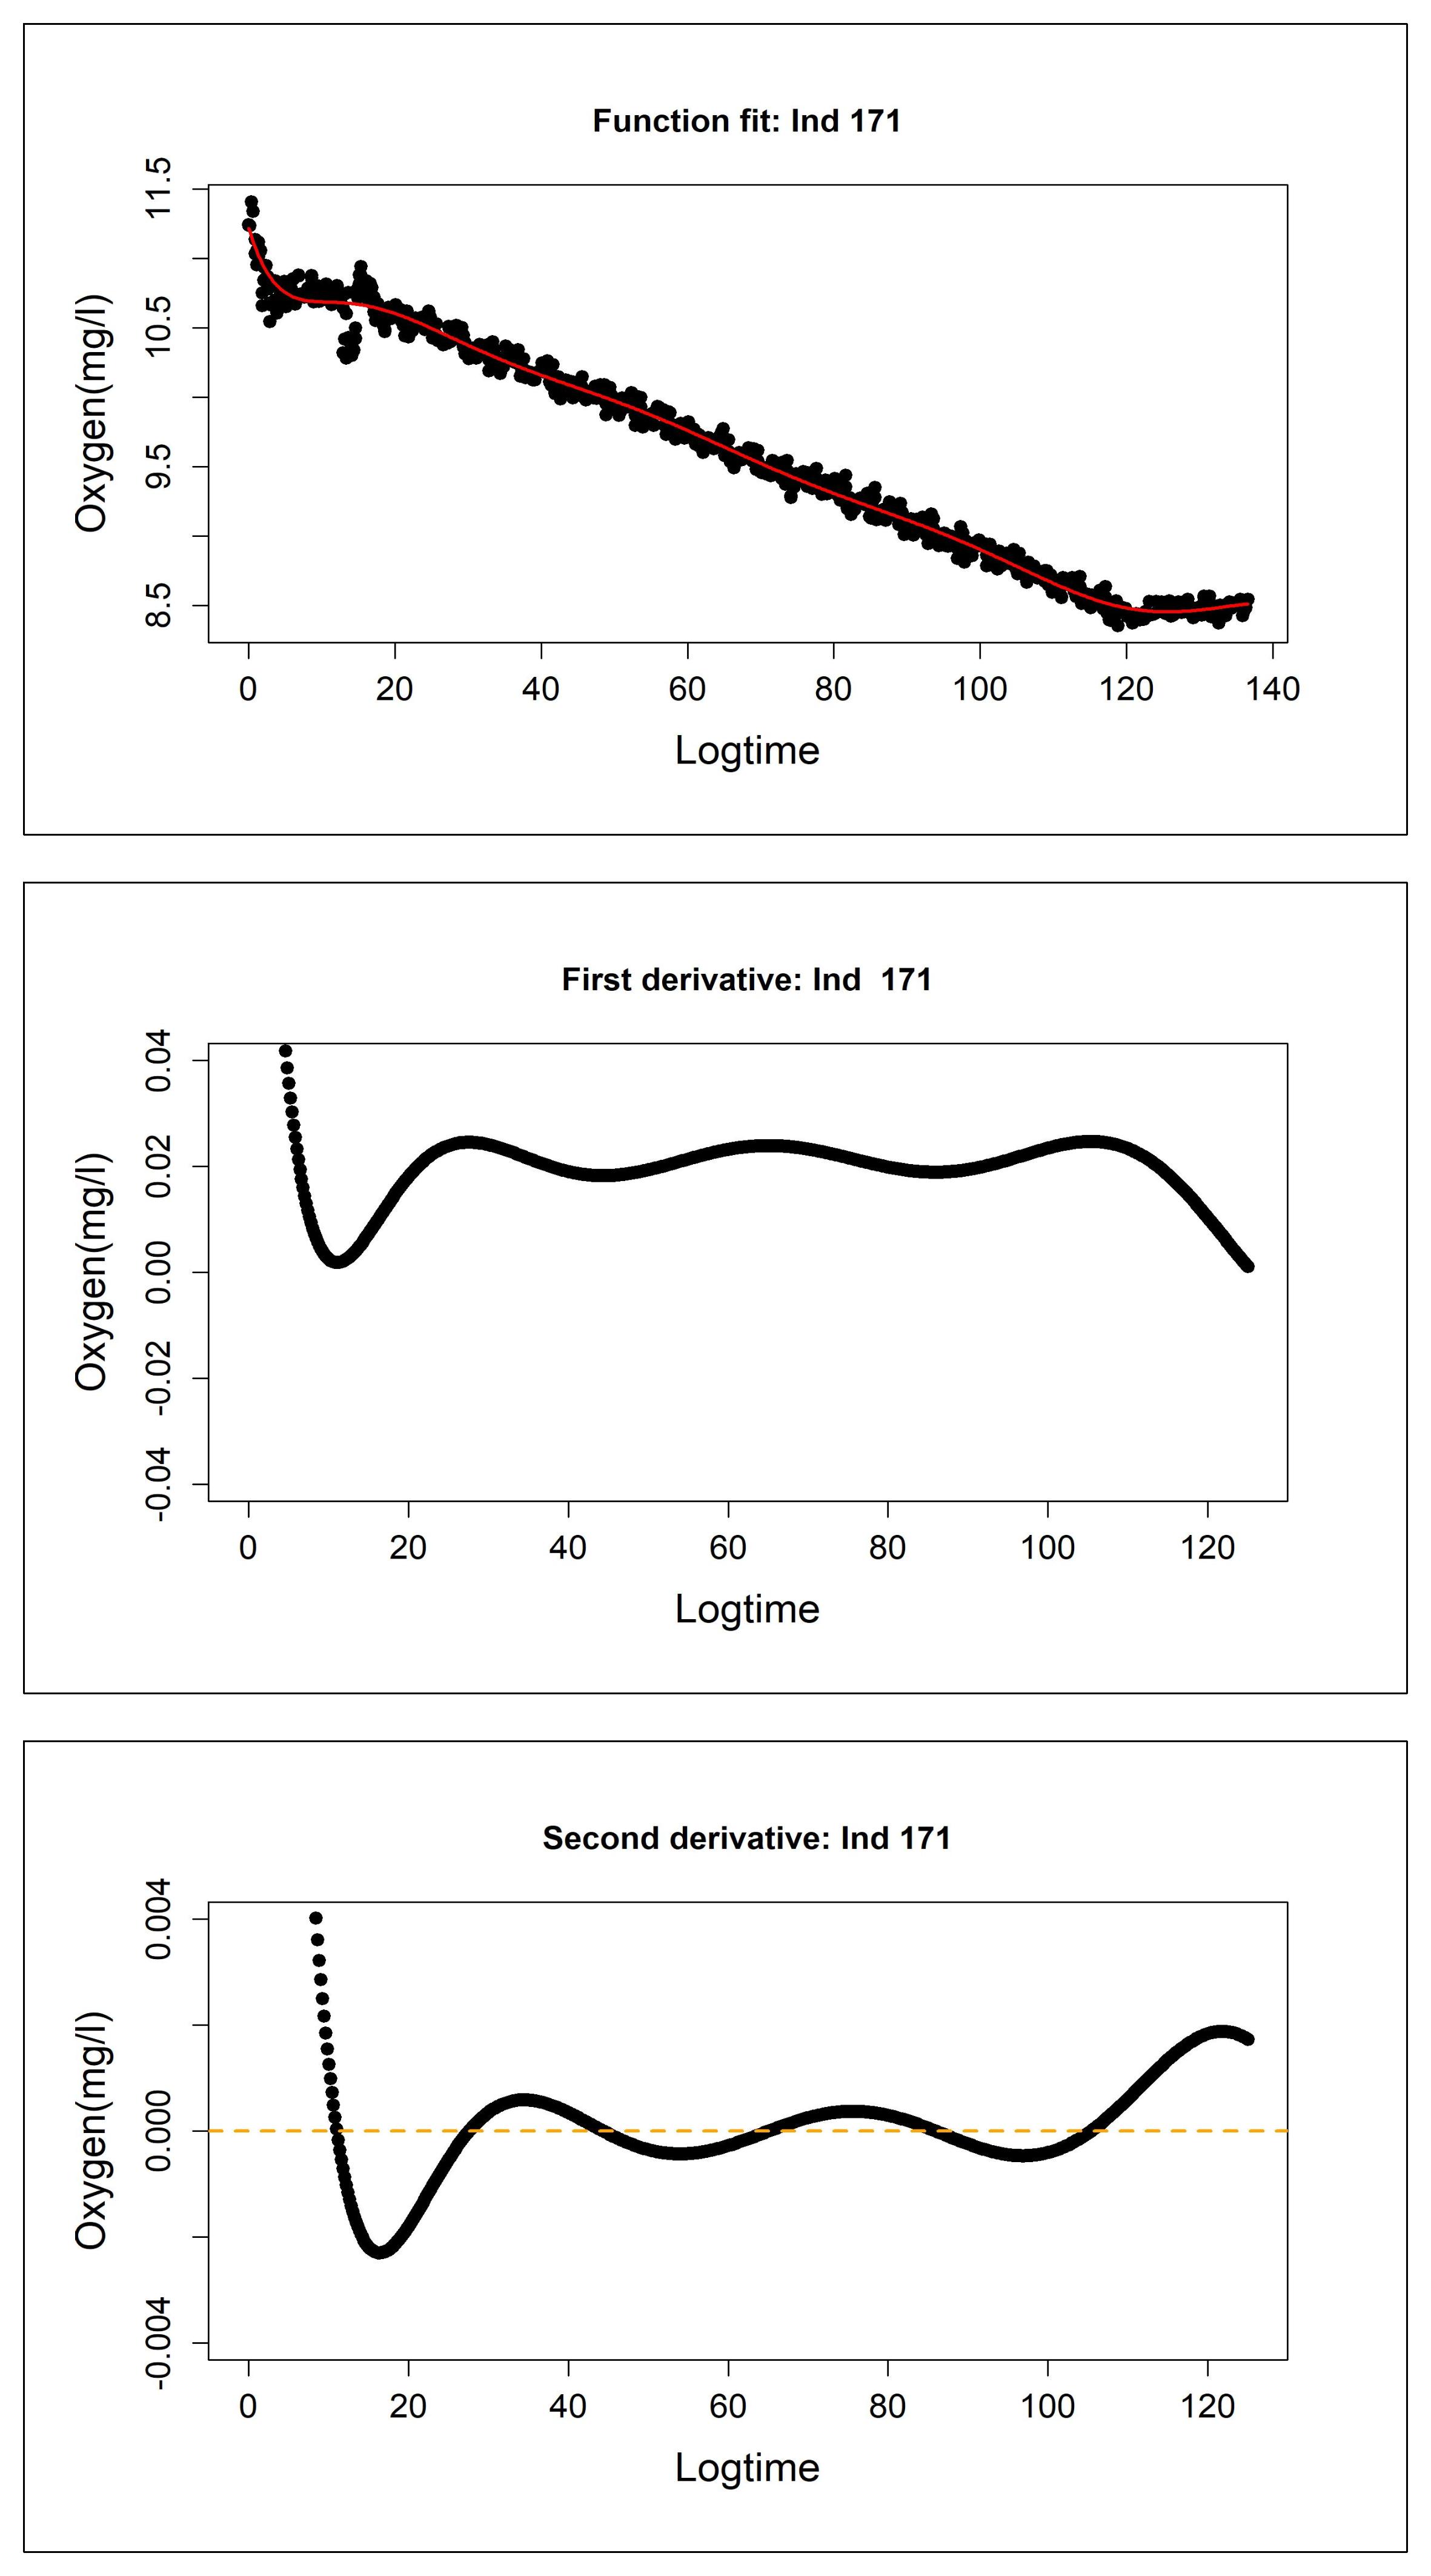 Function fit: Ind 171
Oxygen(mg/l)
11.5
10.5
9.5
8.5
0 20 40 60 80 100 120 140
Logtime
First derivative: Ind  171
Oxygen(mg/l)
0.04
0.02
0.00
-0.02
-0.04
0 20 40 60 80 100 120
Logtime
Second derivative: Ind 171
Oxygen(mg/l)
0.004
0.000
-0.004
0 20 40 60 80 100 120
Logtime